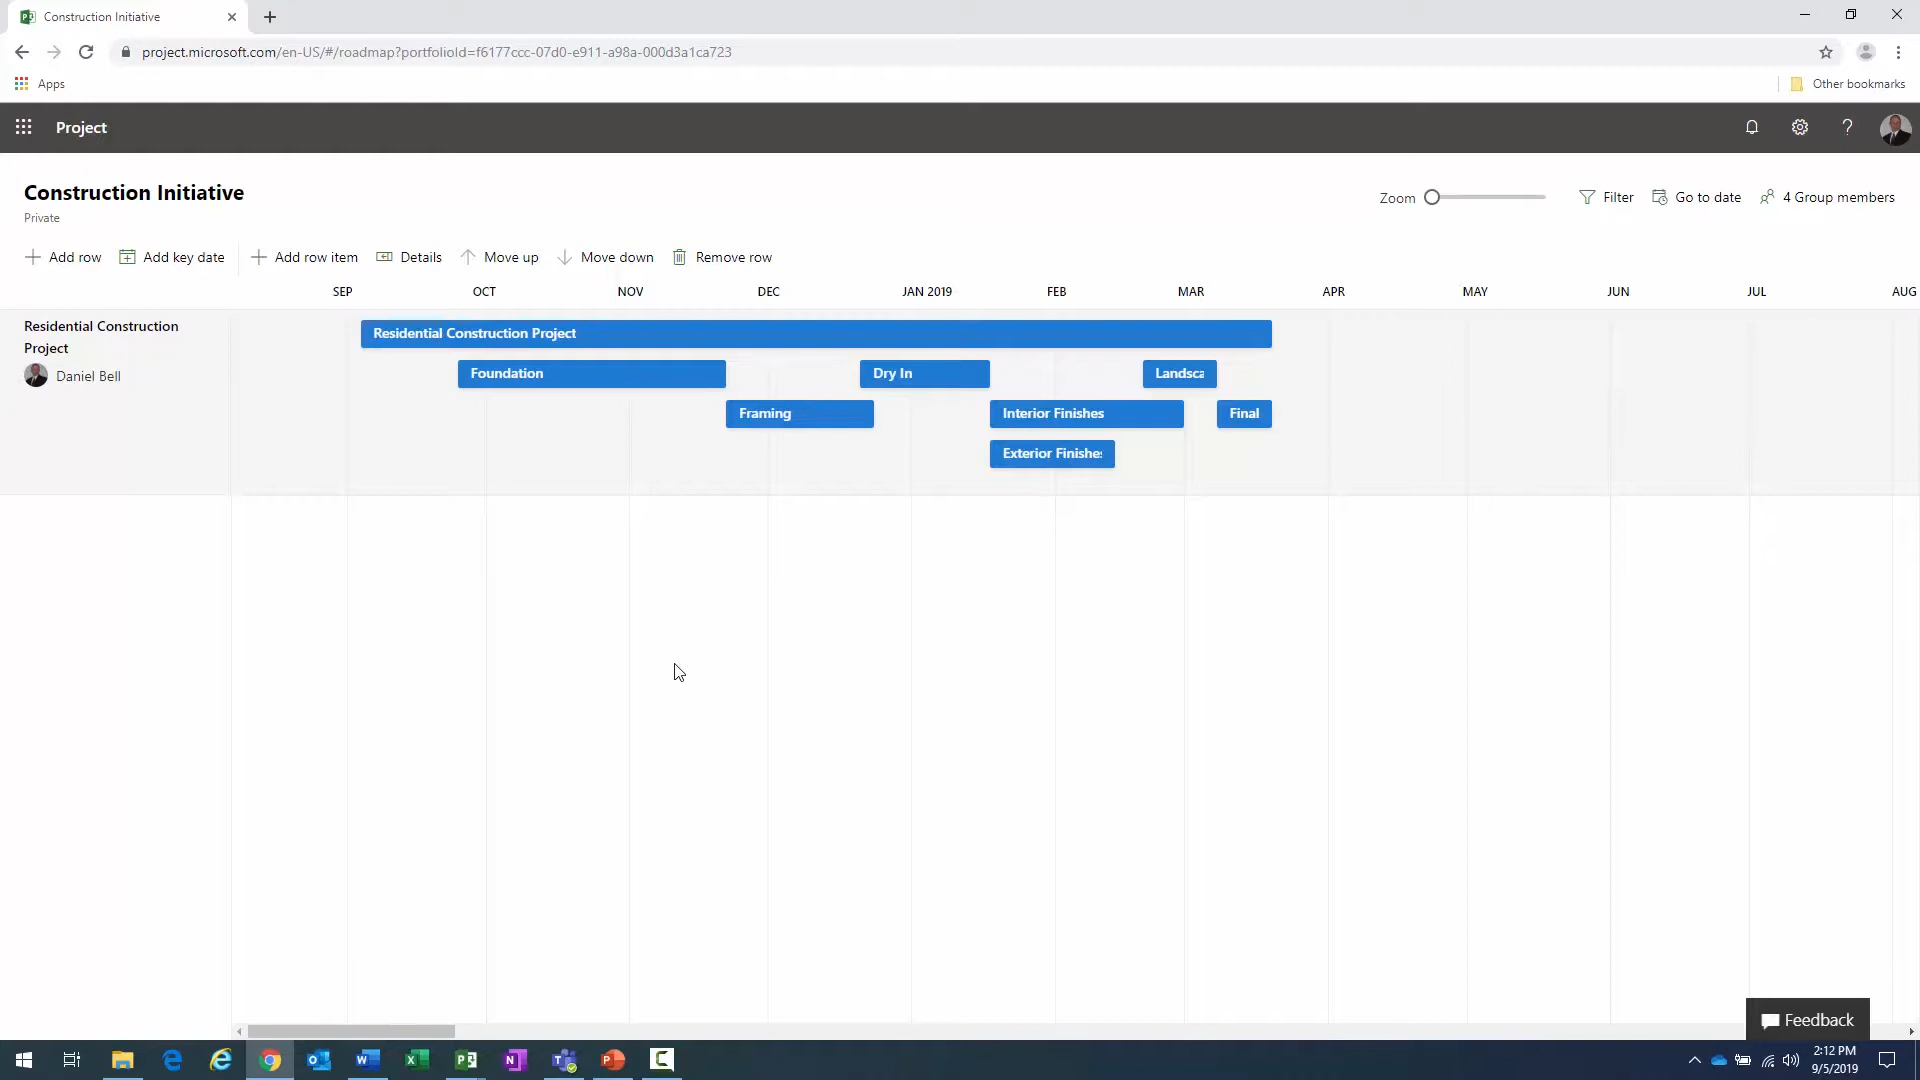 Construction Initiative
project.microsoft.com/en-US/#/roadmap?portfolioId=f6177ccc-07d0-e911-a98a-000d3a1ca723
Apps
Other bookmarks
Project
Construction Initiative
Private
Zoom
Filter
Go to date
4 Group members
Add row
Add key date
Add row item
Details
Move up
Move down
Remove row
SEP OCT NOV DEC JAN 2019 FEB MAR APR MAY JUN JUL AUG
Residential Construction
Project
Daniel Bell
Residential Construction Project
Foundation
Dry In
Landsca
Framing
Interior Finishes
Final
Exterior Finishes
Feedback
2:12 PM
9/5/2019